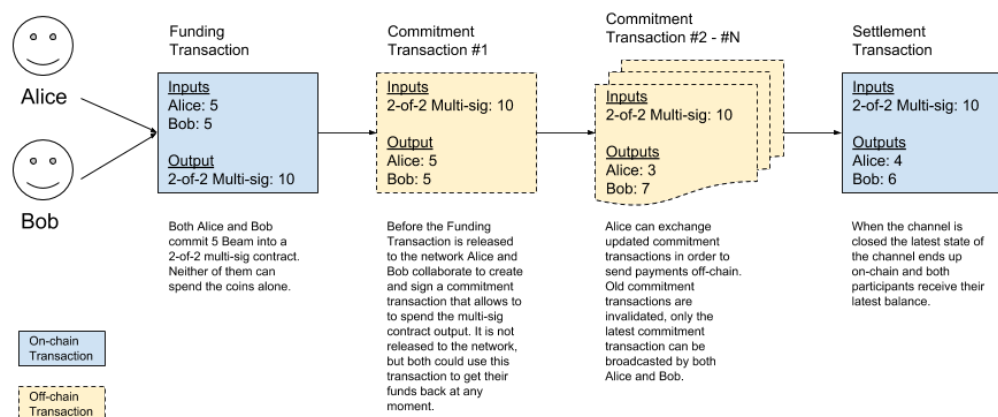 Alice
Bob
Funding
Transaction
Inputs
Alice: 5
Bob: 5
Output
2-of-2 Multi-sig: 10
Both Alice and Bob
commit 5 Beam into a
2-of-2 multi-sig contract.
Neither of them can
spend the coins alone.
Commitment
Transaction #1
Inputs
2-of-2 Multi-sig: 10
Output
Alice: 5
Bob: 5
Before the Funding
Transaction is released
to the network Alice and
Bob collaborate to create
and sign a commitment
transaction that allows to
to spend the multi-sig
contract output. It is not
released to the network,
but both could use this
transaction to get their
funds back at any
moment.
Commitment
Transaction #2 - #N
Inputs
2-of-2 Multi-sig: 10
Outputs
Alice: 3
Bob: 7
Alice can exchange
updated commitment
transactions in order to
send payments off-chain.
Old commitment
transactions are
invalidated, only the
latest commitment
transaction can be
broadcasted by both
Alice and Bob.
Settlement
Transaction
Inputs
2-of-2 Multi-sig: 10
Outputs
Alice: 4
Bob: 6
When the channel is
closed the latest state of
the channel ends up
on-chain and both
participants receive their
latest balance.
On-chain
Transaction
Off-chain
Transaction